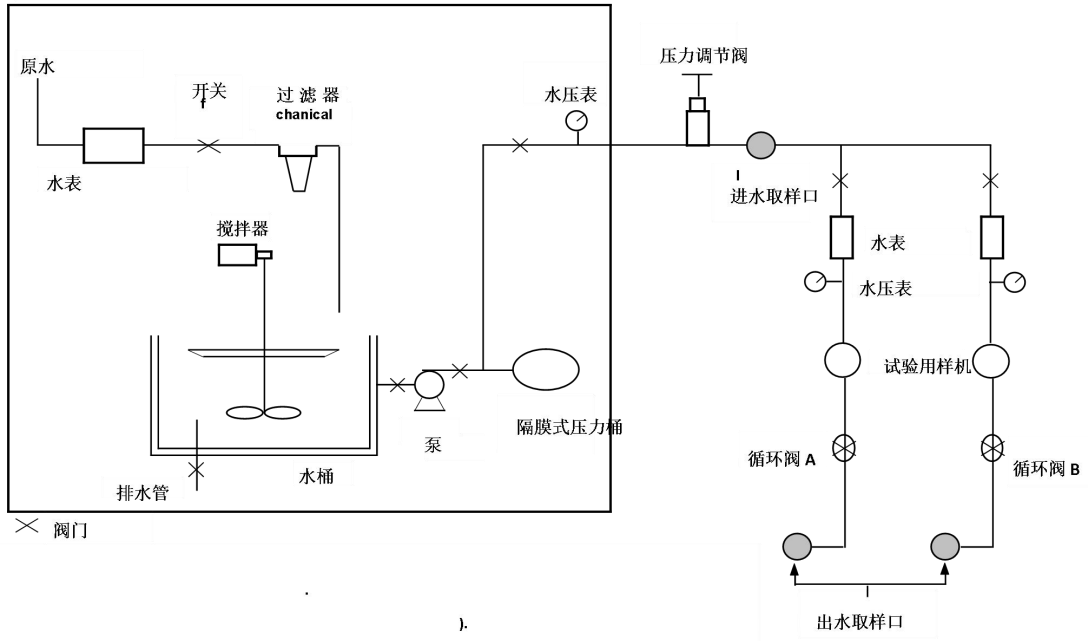 原水
开关
f
过滤器
chanical
水压表
压力调节阀
水表
I
进水取样口
搅拌器
水表
水压表
试验用样机
隔膜式压力桶
泵
循环阀 A
循环阀 B
水桶
排水管
阀门
出水取样口
).